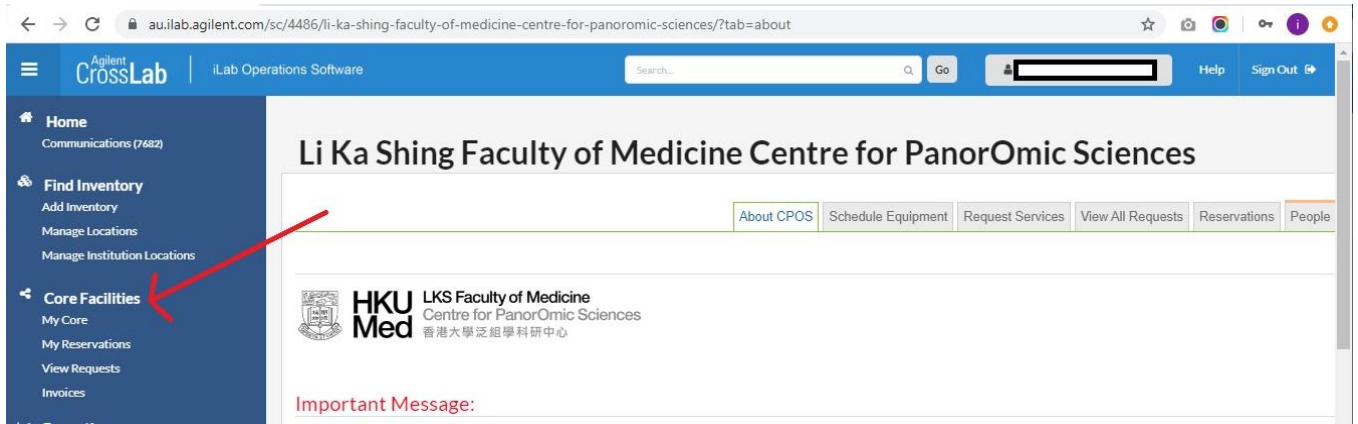 au.ilab.agilent.com/sc/4486/li-ka-shing-faculty-of-medicine-centre-for-panoromic-sciences/?tab=about
i
Agilent
CrossLab
iLab Operations Software
Search...
Go
Help
Sign Out
Home
Communications (7682)
Find Inventory
Add Inventory
Manage Locations
Manage Institution Locations
Core Facilities
My Core
My Reservations
View Requests
Invoices
Li Ka Shing Faculty of Medicine Centre for PanorOmic Sciences
About CPOS
Schedule Equipment
Request Services
View All Requests
Reservations
People
HKU
Med
LKS Faculty of Medicine
Centre for PanorOmic Sciences
香港大學泛組學科研中心
Important Message: